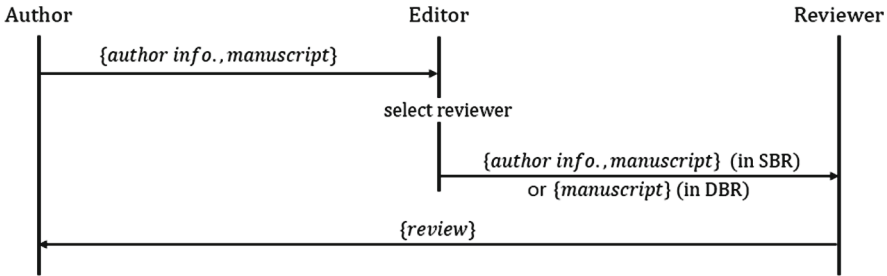 Author Editor Reviewer
{author info., manuscript}
select reviewer
{author info., manuscript} (in SBR)
or {manuscript} (in DBR)
{review}